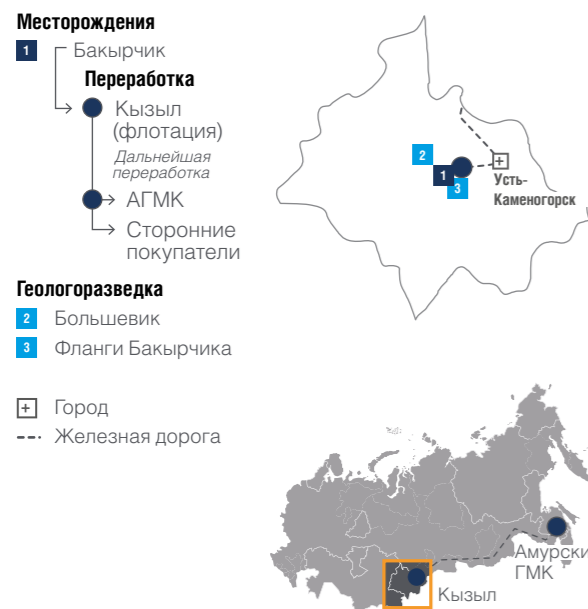 Месторождения
1 Бакырчик
Переработка
Кызыл
(флотация)
Дальнейшая
переработка
АГМК
Сторонние
покупатели
Геологоразведка
2 Большевик
3 Фланги Бакырчика
Город
Железная дорога
2
1
3
Усть-
Каменогорск
Амурски
ГМК
Кызыл